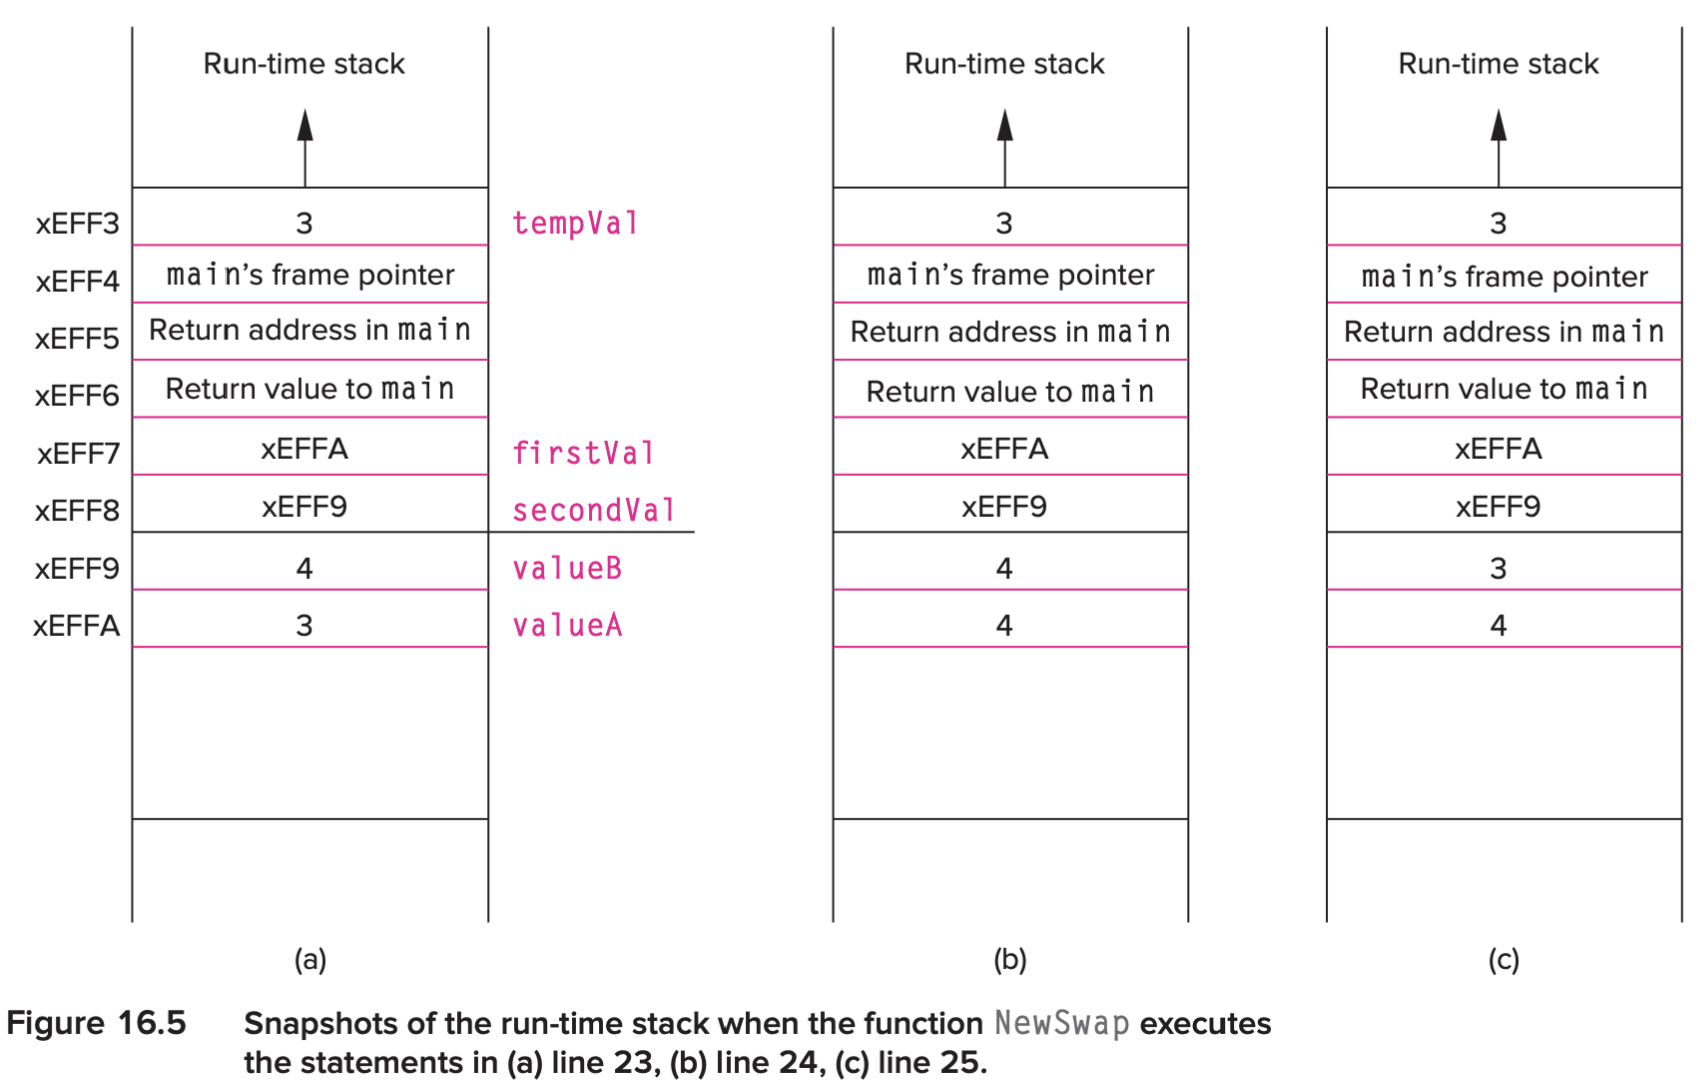 Run-time stack Run-time stack Run-time stack
xEFF3 3 tempVal 3 3
xEFF4 main's frame pointer main's frame pointer main's frame pointer
xEFF5 Return address in main Return address in main Return address in main
xEFF6 Return value to main Return value to main Return value to main
xEFF7 xEFFA firstVal xEFFA xEFFA
xEFF8 xEFF9 secondVal xEFF9 xEFF9
xEFF9 4 valueB 4 3
xEFFA 3 valueA 4 4
(a) (b) (c)
Figure 16.5 Snapshots of the run-time stack when the function NewSwap executes
the statements in (a) line 23, (b) line 24, (c) line 25.